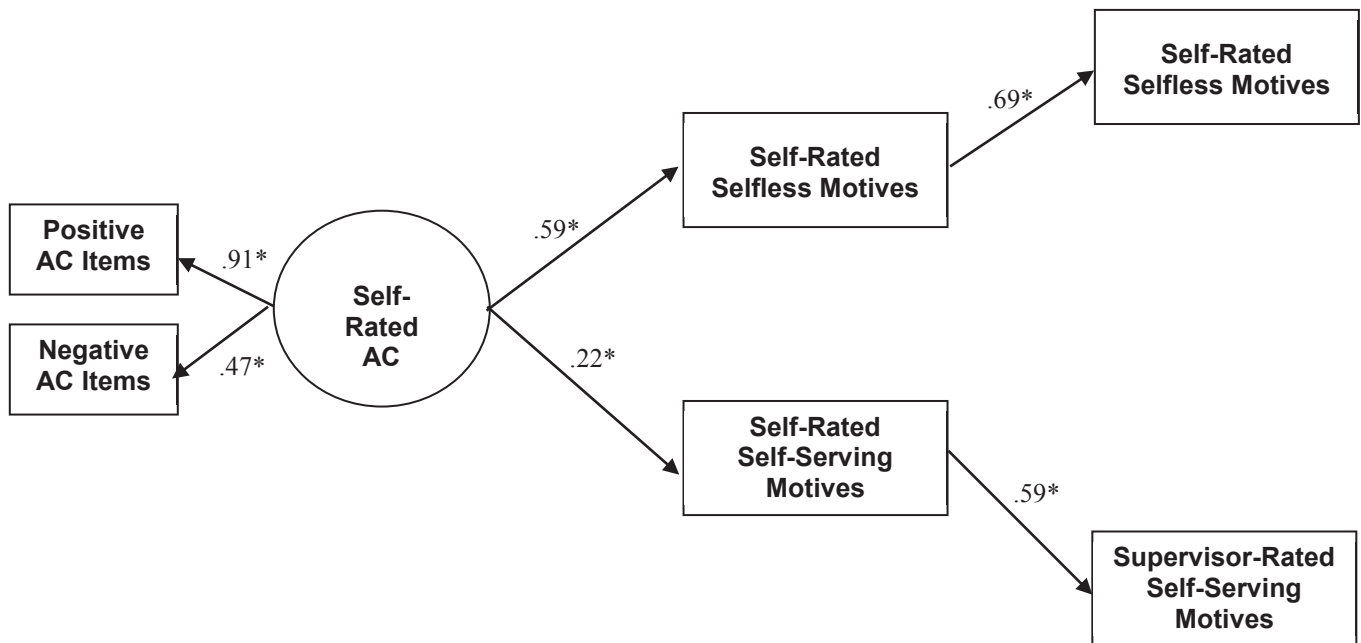 Self-Rated
Selfless Motives
.69*
Self-Rated
Selfless Motives
Positive
AC Items
.91*
.59*
Self-
Rated
AC
Negative
AC Items
.47*
.22*
Self-Rated
Self-Serving
Motives
.59*
Supervisor-Rated
Self-Serving
Motives